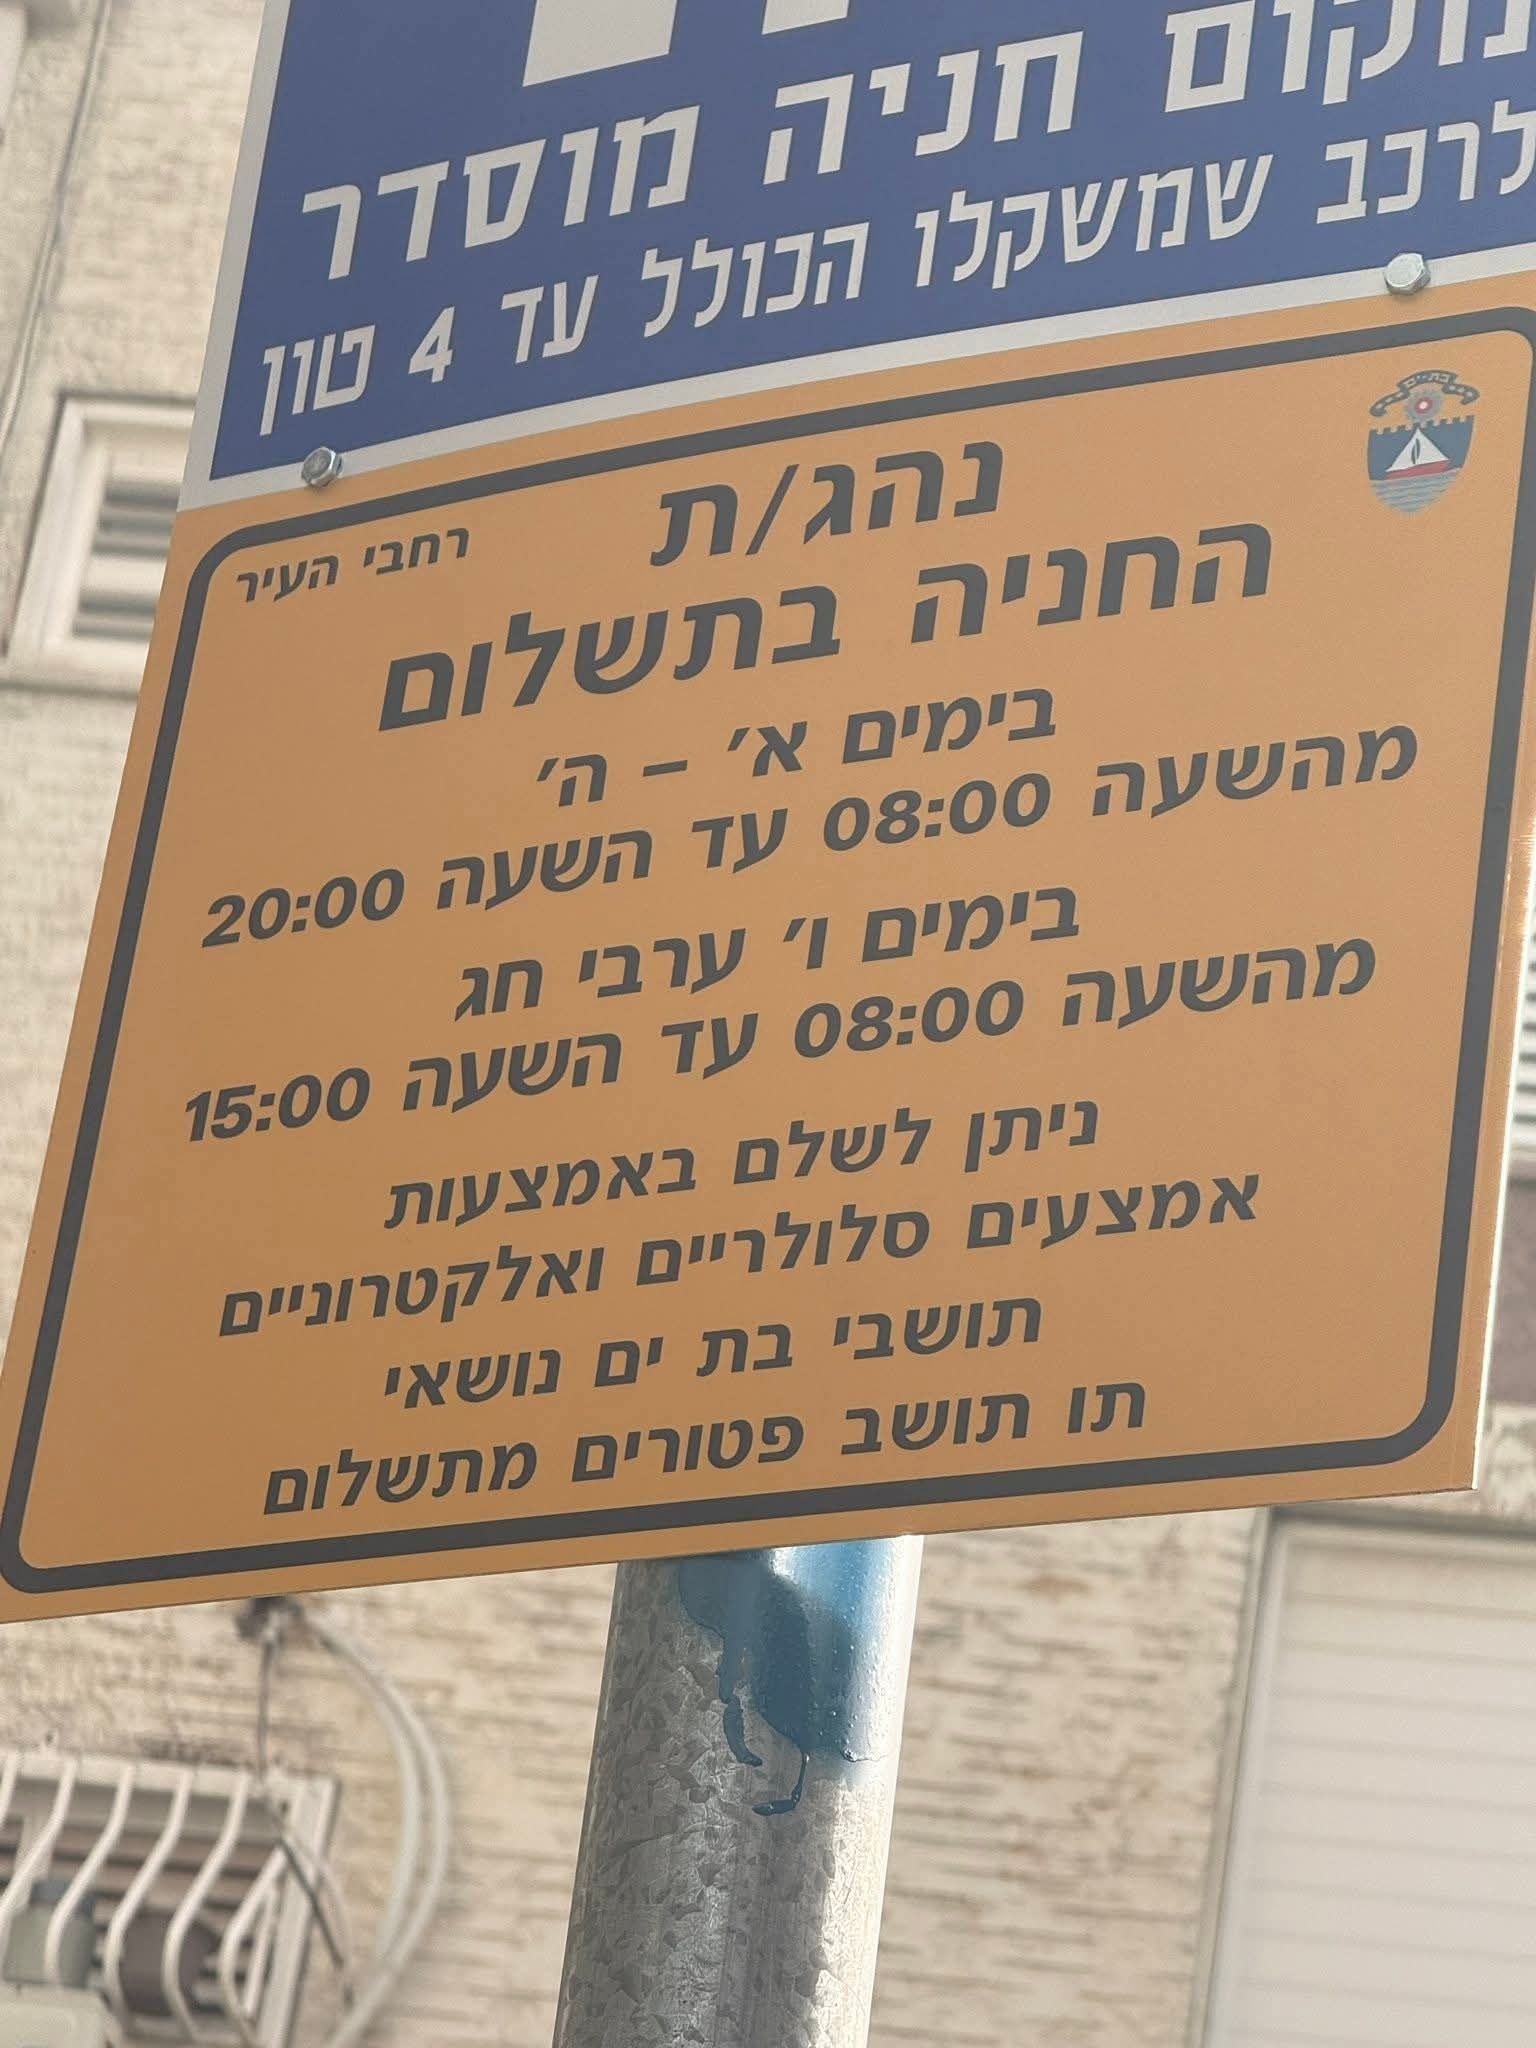 מקום חניה מוסדר
לרכב שמשקלו הכולל עד 4 טון
בת-ים
רחבי העיר
נהג/ת
החניה בתשלום
בימים א׳ – ה׳
מהשעה 08:00 עד השעה 20:00
בימים ו׳ ערבי חג
מהשעה 08:00 עד השעה 15:00
ניתן לשלם באמצעות
אמצעים סלולריים ואלקטרוניים
תושבי בת ים נושאי
תו תושב פטורים מתשלום